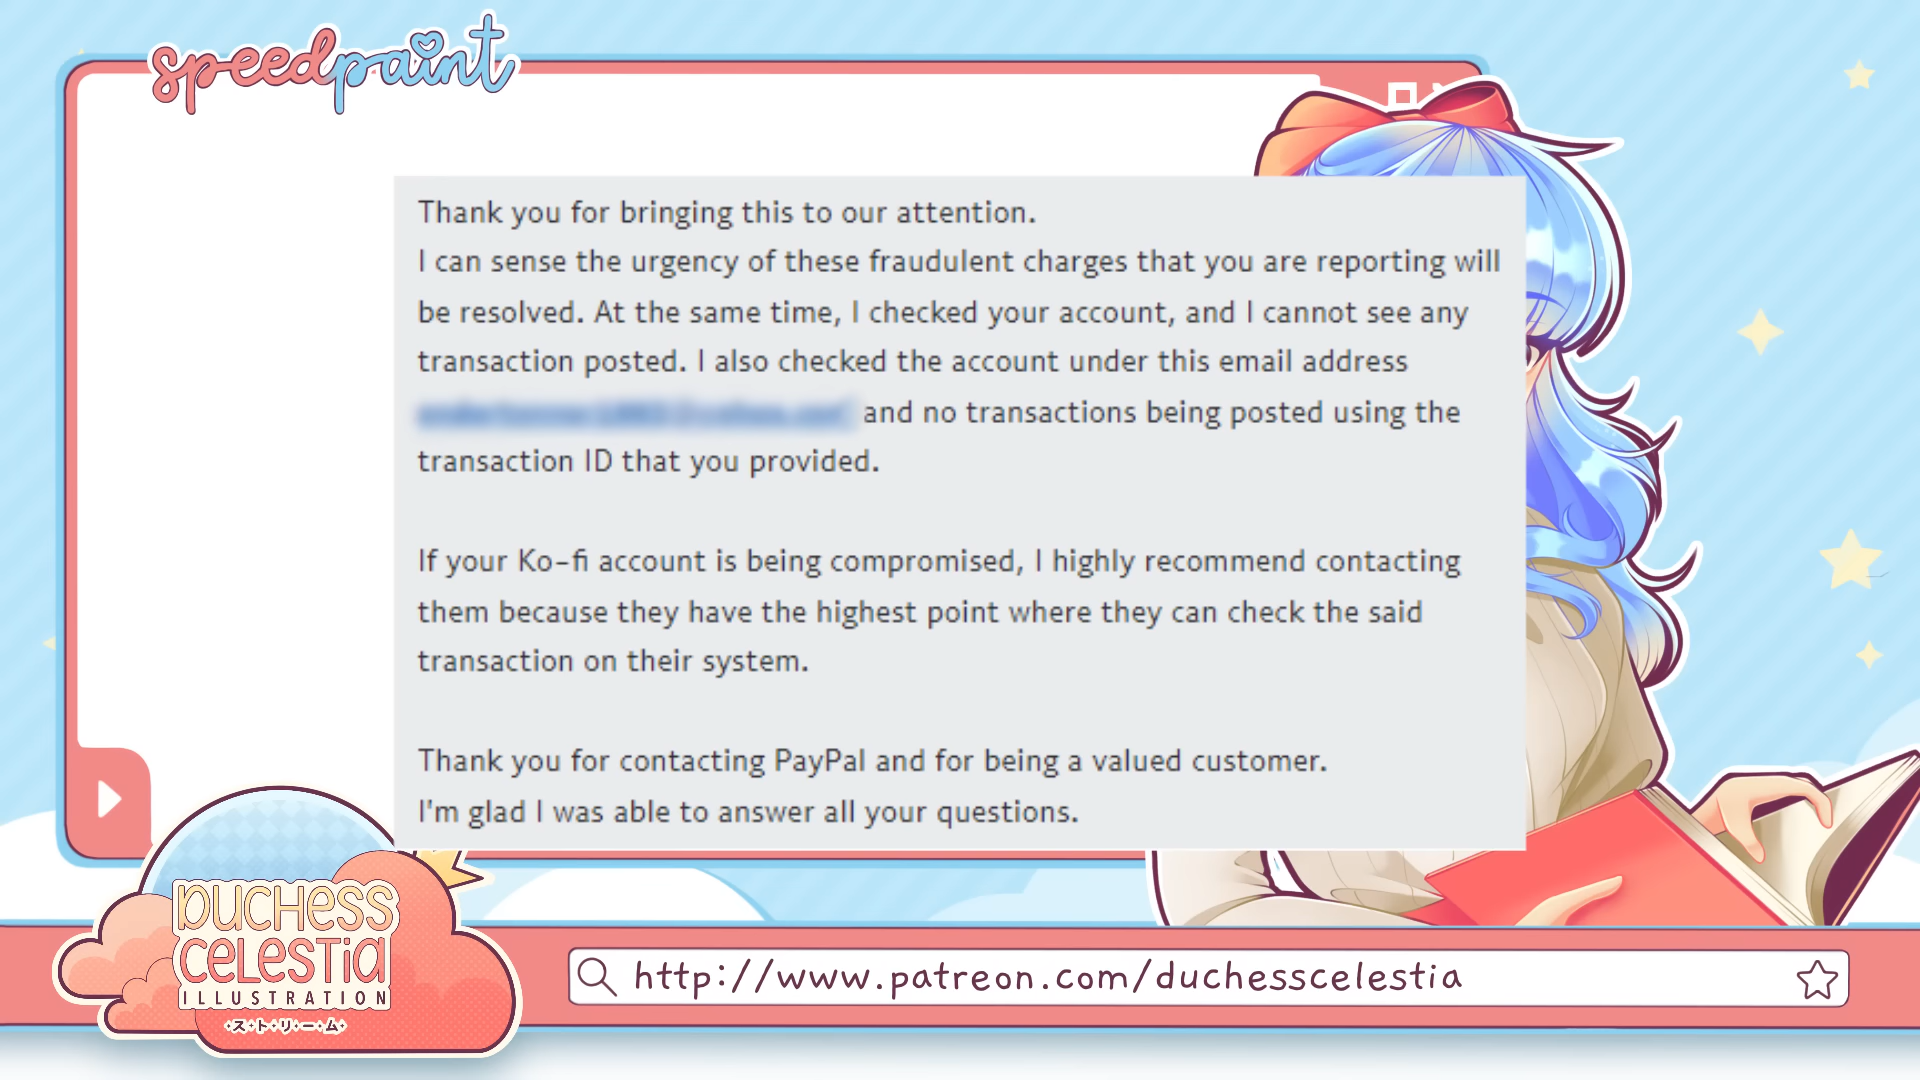 speedpaint
Thank you for bringing this to our attention.
I can sense the urgency of these fraudulent charges that you are reporting will
be resolved. At the same time, I checked your account, and I cannot see any
transaction posted. I also checked the account under this email address
and no transactions being posted using the
transaction ID that you provided.
If your Ko-fi account is being compromised, I highly recommend contacting
them because they have the highest point where they can check the said
transaction on their system.
Thank you for contacting PayPal and for being a valued customer.
I'm glad I was able to answer all your questions.
DUCHESS
CELESTIA
ILLUSTRATION
ストリーム
http://www.patreon.com/duchesscelestia